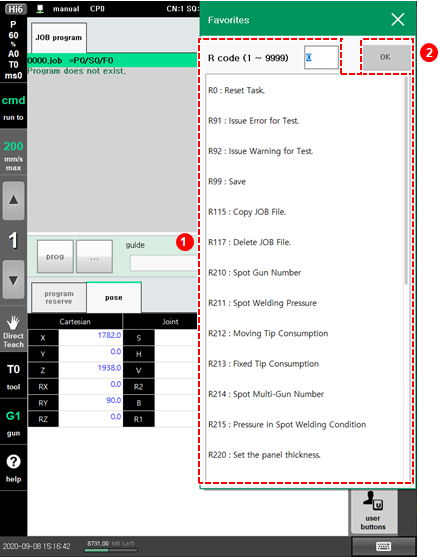 Hi6 manual CP0 CN:1 SQ:
Favorites
P
60
%
A0
T0
ms0
JOB program
R code (1 ~ 9999) 0 OK
2
0000.job =P0/S0/F0
Program does not exist.
R0 : Reset Task.
cmd
run to
R91 : Issue Error for Test.
200
mm/s
max
R92 : Issue Warning for Test.
R99 : Save
R115 : Copy JOB File.
1
R117 : Delete JOB File.
1
guide
prog ...
R210 : Spot Gun Number
program
reserve
pose
R211 : Spot Welding Pressure
Cartesian Joint
Direct
Teach
X 1782.0 S
R212 : Moving Tip Consumption
Y 0.0 H
R213 : Fixed Tip Consumption
T0
tool
Z 1938.0 V
RX 0.0 R2
R214 : Spot Multi-Gun Number
G1
gun
RY 90.0 B
RZ 0.0 R1
R215 : Pressure in Spot Welding Condition
R220 : Set the panel thickness.
?
help
U
user
buttons
2020-09-08 15:16:42 8731,00 MB Left